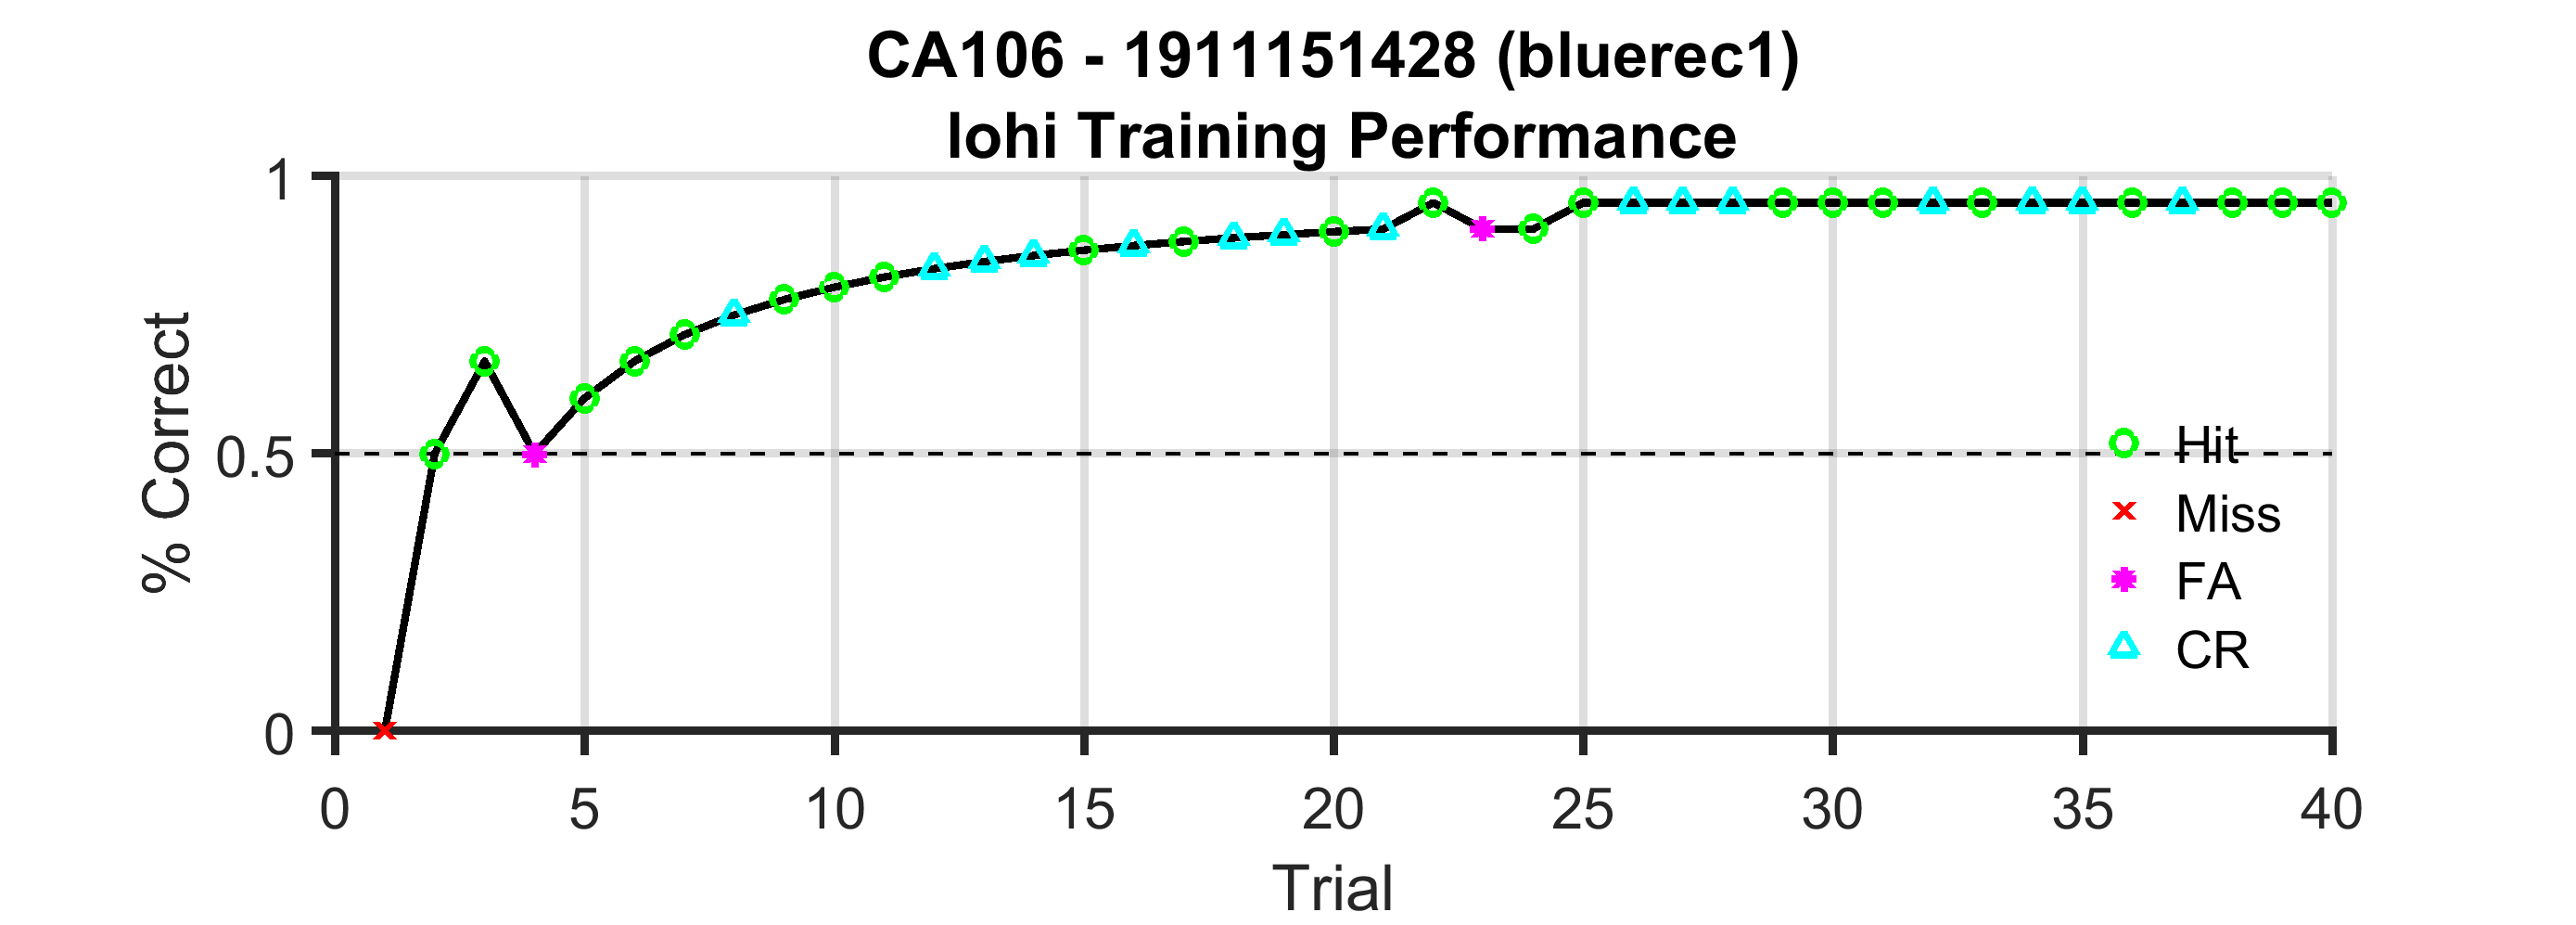 CA106 - 1911151428 (bluerec1)
lohi Training Performance
1
0.5
0
% Correct
Hit
Miss
FA
CR
0 5 10 15 20 25 30 35 40
Trial